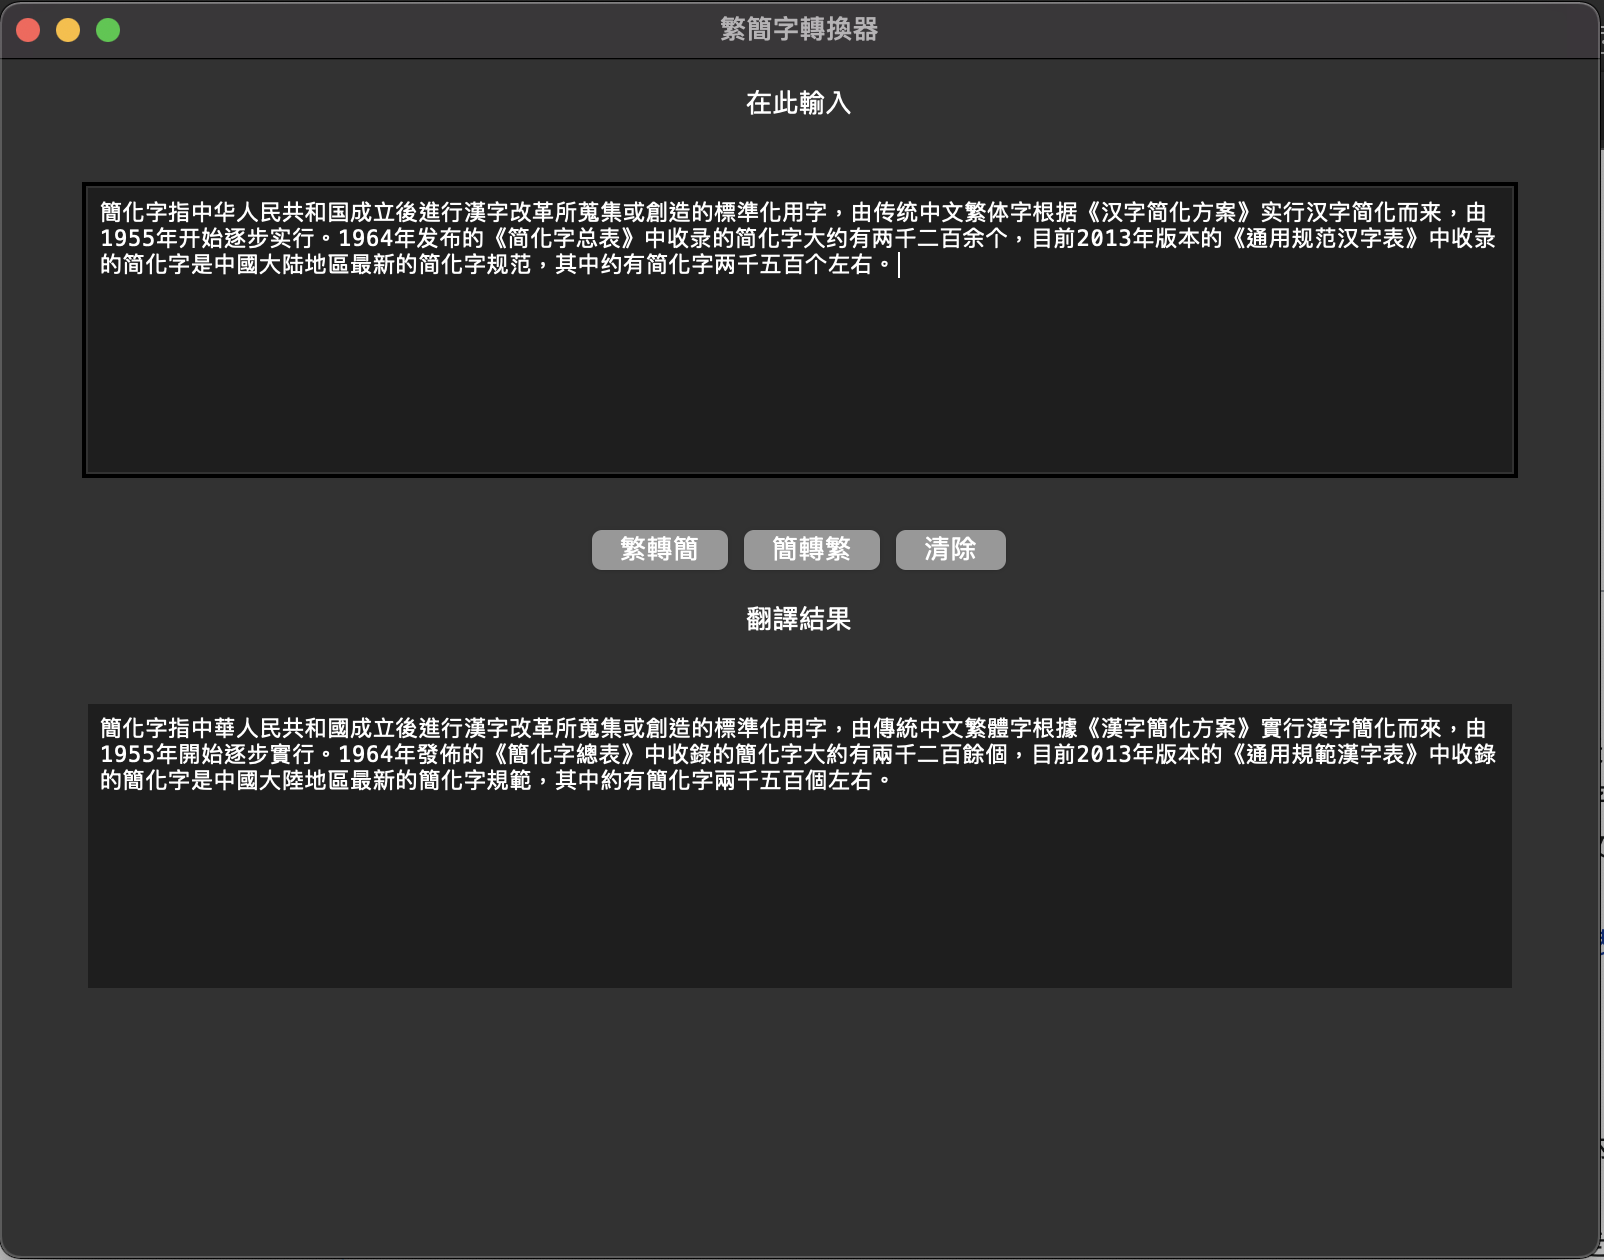 繁簡字轉換器
在此輸入
簡化字指中华人民共和国成立後進行漢字改革所蒐集或創造的標準化用字，由传统中文繁体字根据《汉字简化方案》实行汉字简化而来，由
1955年开始逐步实行。1964年发布的《简化字总表》中收录的简化字大约有两千二百余个，目前2013年版本的《通用规范汉字表》中收录
的简化字是中國大陆地區最新的简化字规范，其中约有简化字两千五百个左右。
繁轉簡 簡轉繁 清除
翻譯結果
簡化字指中華人民共和國成立後進行漢字改革所蒐集或創造的標準化用字，由傳統中文繁體字根據《漢字簡化方案》實行漢字簡化而來，由
1955年開始逐步實行。1964年發佈的《簡化字總表》中收錄的簡化字大約有兩千二百餘個，目前2013年版本的《通用規範漢字表》中收錄
的簡化字是中國大陸地區最新的簡化字規範，其中約有簡化字兩千五百個左右。